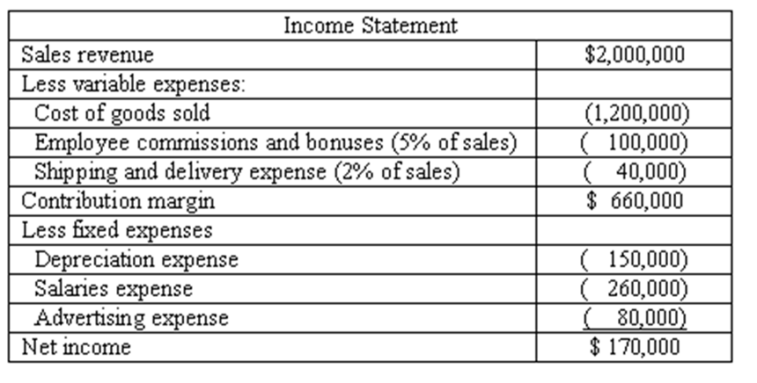 Income Statement
Sales revenue $2,000,000
Less variable expenses:
Cost of goods sold (1,200,000)
Employee commissions and bonuses (5% of sales) ( 100,000)
Shipping and delivery expense (2% of sales) ( 40,000)
Contribution margin $ 660,000
Less fixed expenses
Depreciation expense ( 150,000)
Salaries expense ( 260,000)
Advertising expense ( 80,000)
Net income $ 170,000